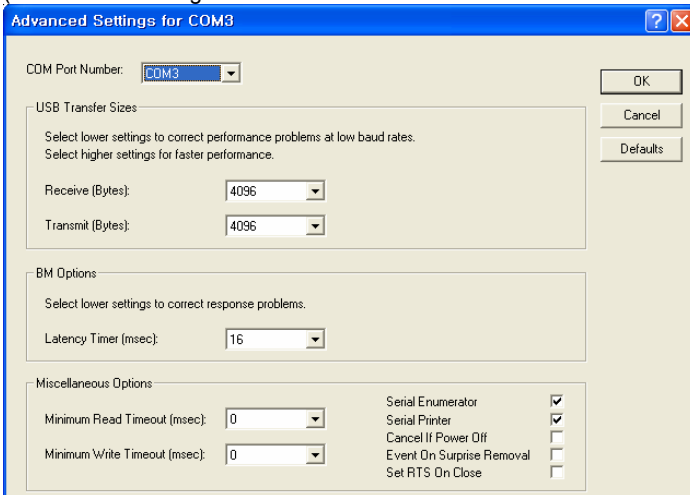 Advanced Settings for COM3
COM Port Number: COM3
OK
Cancel
Defaults
USB Transfer Sizes
Select lower settings to correct performance problems at low baud rates.
Select higher settings for faster performance.
Receive (Bytes): 4096
Transmit (Bytes): 4096
BM Options
Select lower settings to correct response problems.
Latency Timer (msec): 16
Miscellaneous Options
Minimum Read Timeout (msec): 0
Minimum Write Timeout (msec): 0
Serial Enumerator
Serial Printer
Cancel If Power Off
Event On Surprise Removal
Set RTS On Close